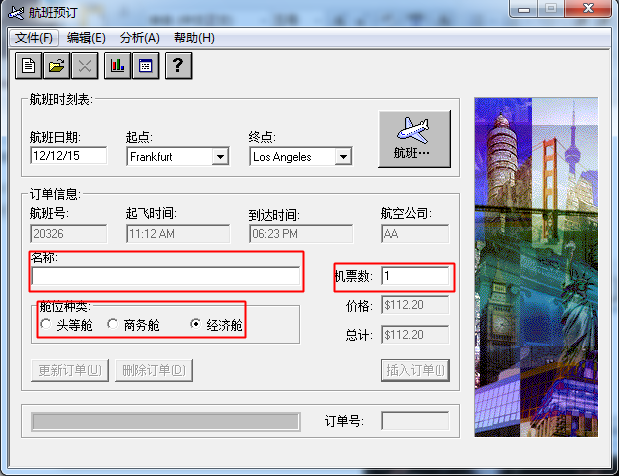 航班预订
文件(F) 编辑(E) 分析(A) 帮助(H)
?
航班时刻表:
航班日期: 起点: 终点:
12/12/15 Frankfurt Los Angeles 航班…
订单信息:
航班号: 起飞时间: 到达时间: 航空公司:
20326 11:12 AM 06:23 PM AA
名称:
机票数: 1
舱位种类: 价格: $112.20
头等舱 商务舱 经济舱
总计: $112.20
更新订单(U) 删除订单(D) 插入订单(I)
订单号: